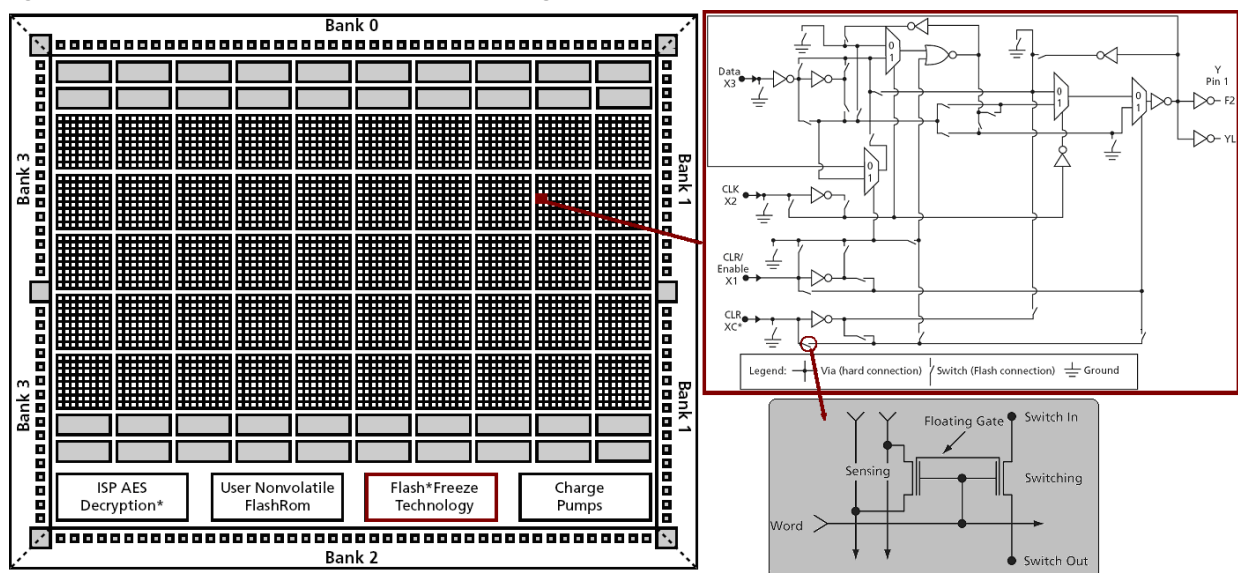 Bank 0
Bank 3
Bank 1
Bank 3
Bank 1
ISP AES
Decryption*
User Nonvolatile
FlashRom
Flash*Freeze
Technology
Charge
Pumps
Bank 2
Data
X3
0
1
0
1
0
1
0
1
Y
Pin 1
F2
YL
CLK
X2
CLR/
Enable
X1
CLR
XC*
Legend: Via (hard connection) Switch (Flash connection) Ground
Floating Gate
Switch In
Sensing
Switching
Word
Switch Out